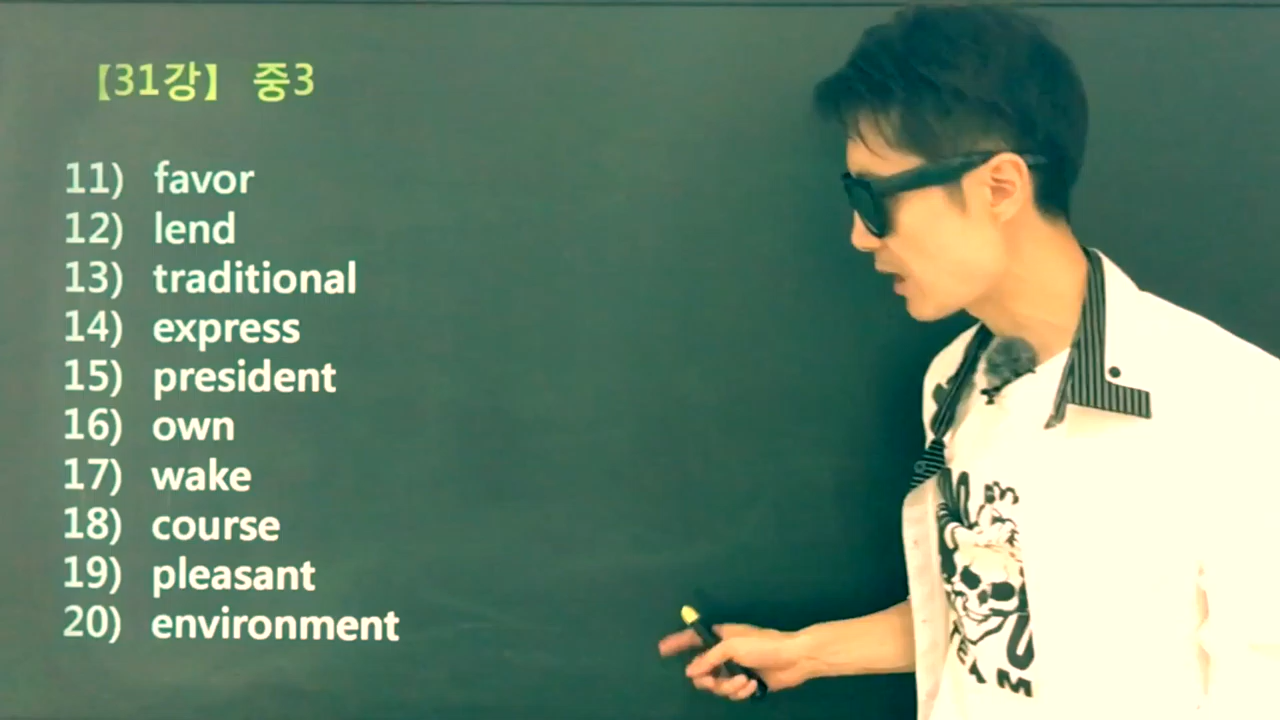 【31강】 중3
11) favor
12) lend
13) traditional
14) express
15) president
16) own
17) wake
18) course
19) pleasant
20) environment